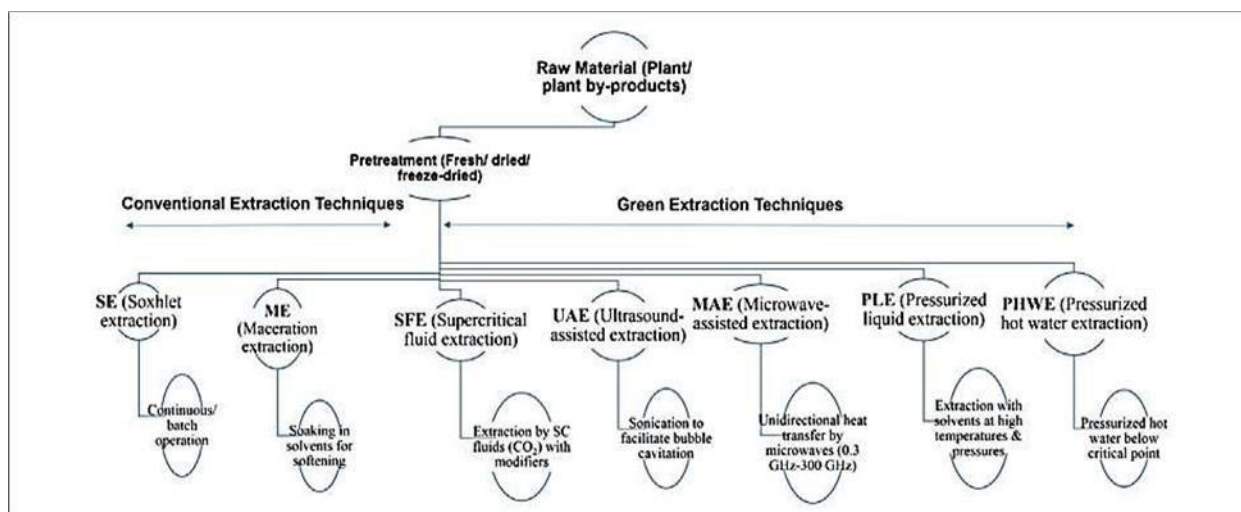 Raw Material (Plant/
plant by-products)
Pretreatment (Fresh/ dried/
freeze-dried)
Conventional Extraction Techniques
Green Extraction Techniques
SE (Soxhlet
extraction)
ME
(Maceration
extraction)
SFE (Supercritical
fluid extraction)
UAE (Ultrasound-
assisted extraction)
MAE (Microwave-
assisted extraction)
PLE (Pressurized
liquid extraction)
PHWE (Pressurized
hot water extraction)
Continuous/
batch
operation
Soaking in
solvents for
softening
Extraction by SC
fluids (CO₂) with
modifiers
Sonication to
facilitate bubble
cavitation
Unidirectional heat
transfer by
microwaves (0.3
GHz-300 GHz)
Extraction with
solvents at high
temperatures &
pressures
Pressurized hot
water below
critical point